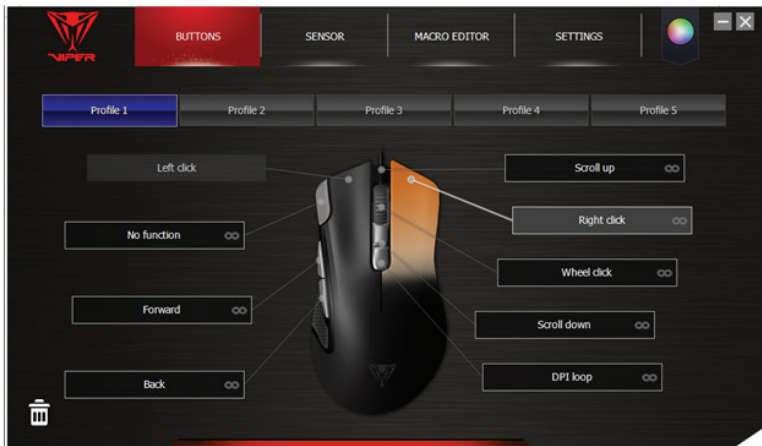 VIPER
BUTTONS
SENSOR
MACRO EDITOR
SETTINGS
Profile 1
Profile 2
Profile 3
Profile 4
Profile 5
Left click
Scroll up
Right click
No function
Wheel click
Forward
Scroll down
Back
DPI loop